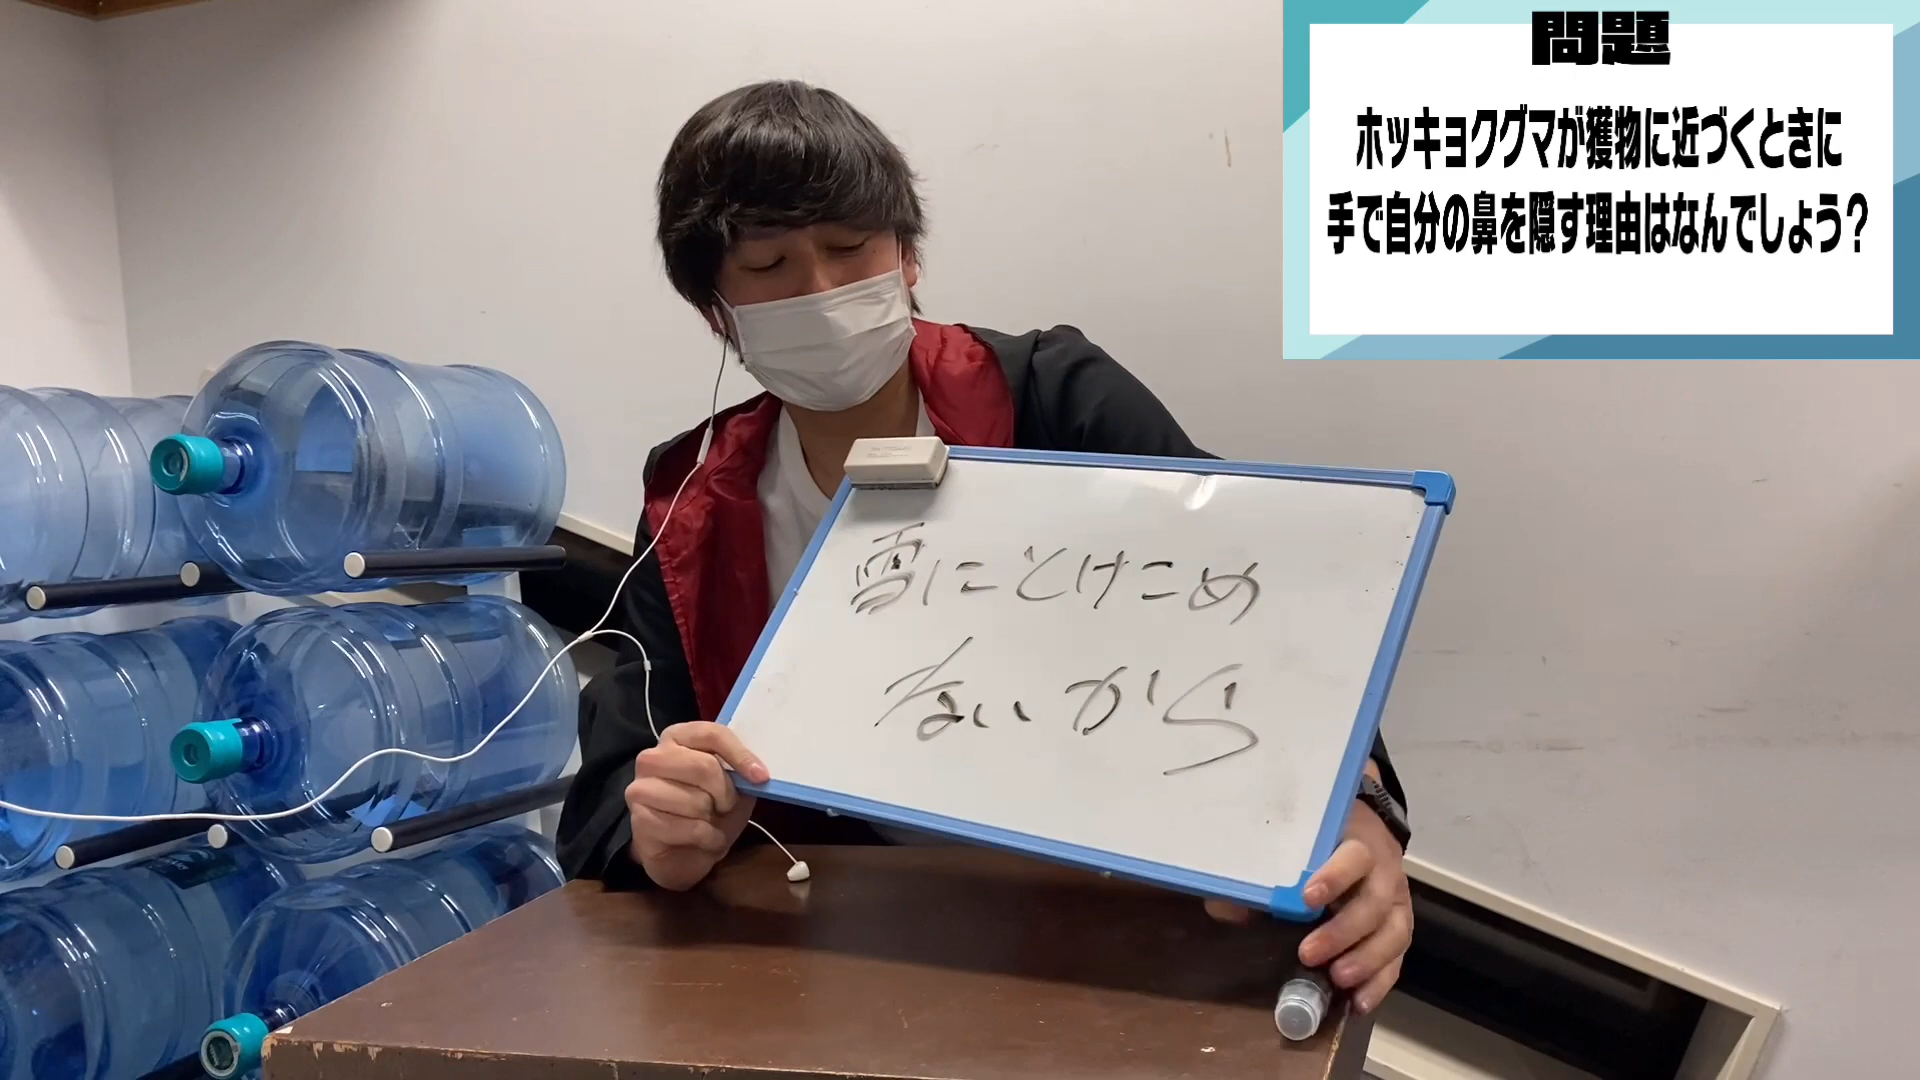 問題
ホッキョクグマが獲物に近づくときに
手で自分の鼻を隠す理由はなんでしょう？
雪にとけこめ
ないから